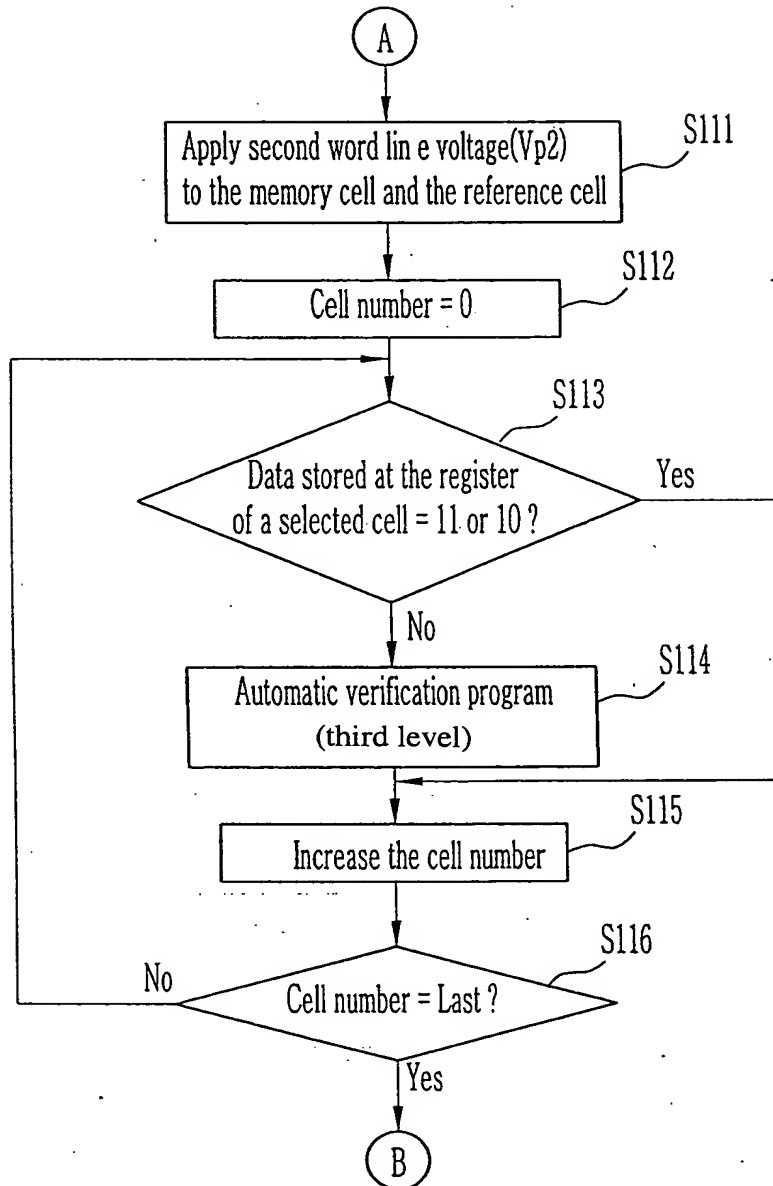 A
S111
Apply second word lin e voltage(Vp2)
to the memory cell and the reference cell
S112
Cell number = 0
S113
Data stored at the register
of a selected cell = 11 or 10 ?
Yes
No
S114
Automatic verification program
(third level)
S115
Increase the cell number
S116
No
Cell number = Last ?
Yes
B